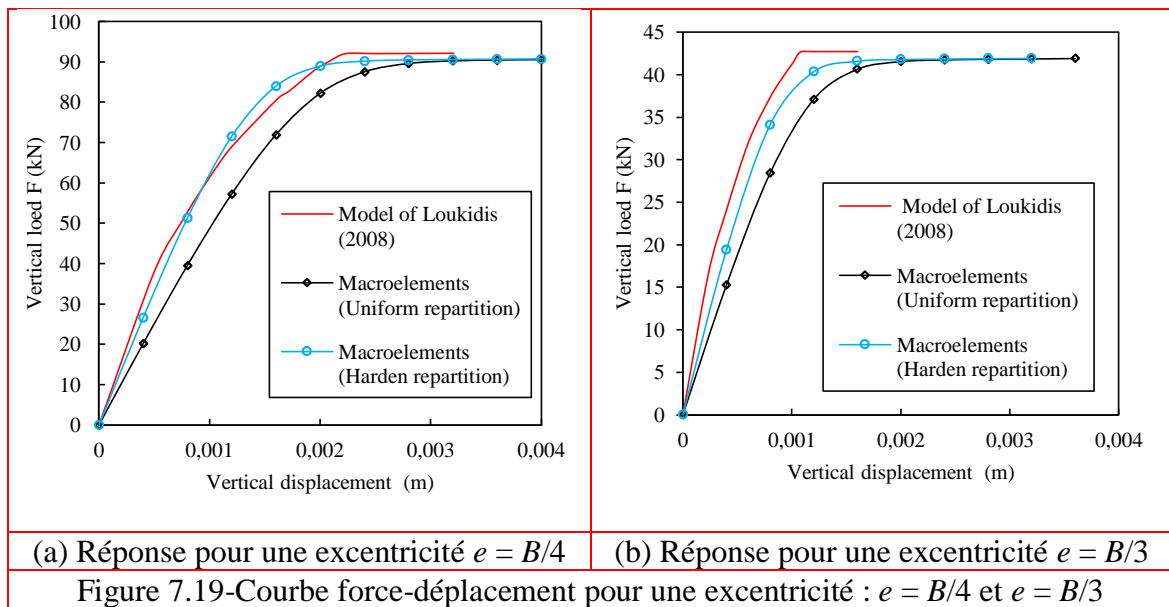 100
90
80
70
60
50
40
30
20
10
0
Vertical loed F (kN)
Model of Loukidis
(2008)
Macroelements
(Uniform repartition)
Macroelements
(Harden repartition)
0
0,001
0,002
0,003
0,004
Vertical displacement (m)
45
40
35
30
25
20
15
10
5
0
Vertical loed F (kN)
Model of Loukidis
(2008)
Macroelements
(Uniform repartition)
Macroelements
(Harden repartition)
0
0,001
0,002
0,003
0,004
Vertical displacement (m)
(a) Réponse pour une excentricité e = B/4
(b) Réponse pour une excentricité e = B/3
Figure 7.19-Courbe force-déplacement pour une excentricité : e = B/4 et e = B/3